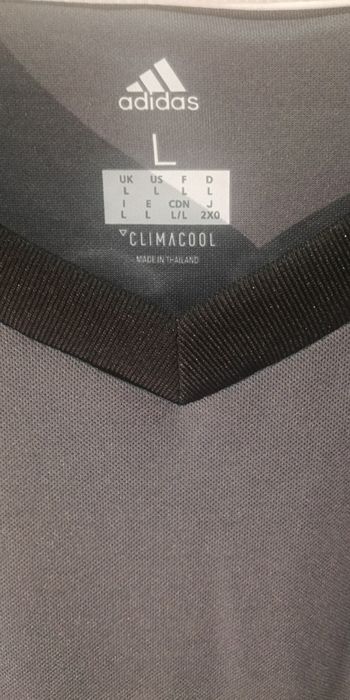 adidas
L
UK US F D
L L L L
I E CDN J
L L L/L 2XO
CLIMACOOL
MADE IN THAILAND